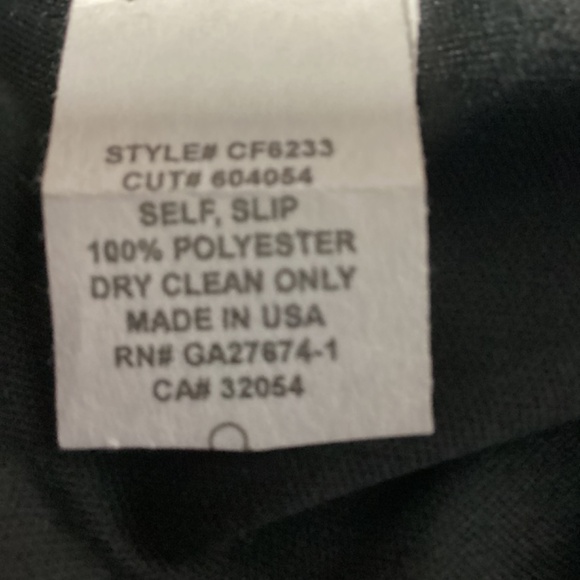 STYLE# CF6233
CUT# 604054
SELF, SLIP
100% POLYESTER
DRY CLEAN ONLY
MADE IN USA
RN# GA27674-1
CA# 32054